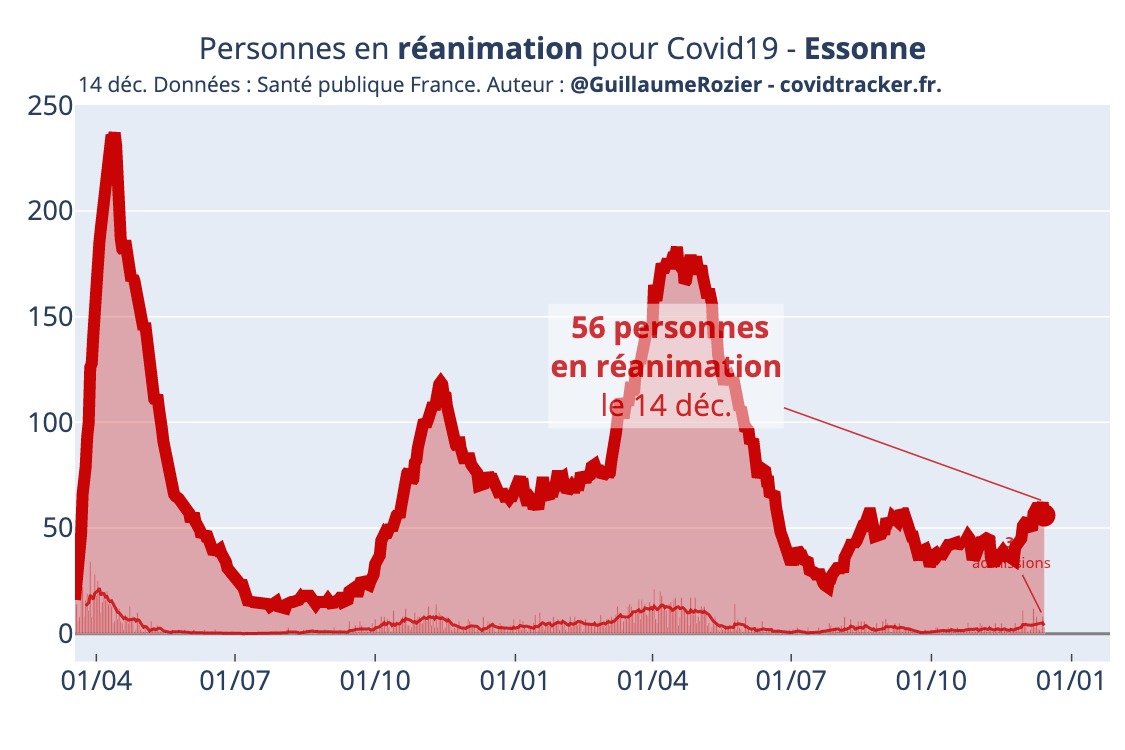 Personnes en réanimation pour Covid19 - Essonne
14 déc. Données : Santé publique France. Auteur : @GuillaumeRozier - covidtracker.fr.
250
200
150
100
50
0
56 personnes
en réanimation
le 14 déc.
admissions
01/04
01/07
01/10
01/01
01/04
01/07
01/10
01/01